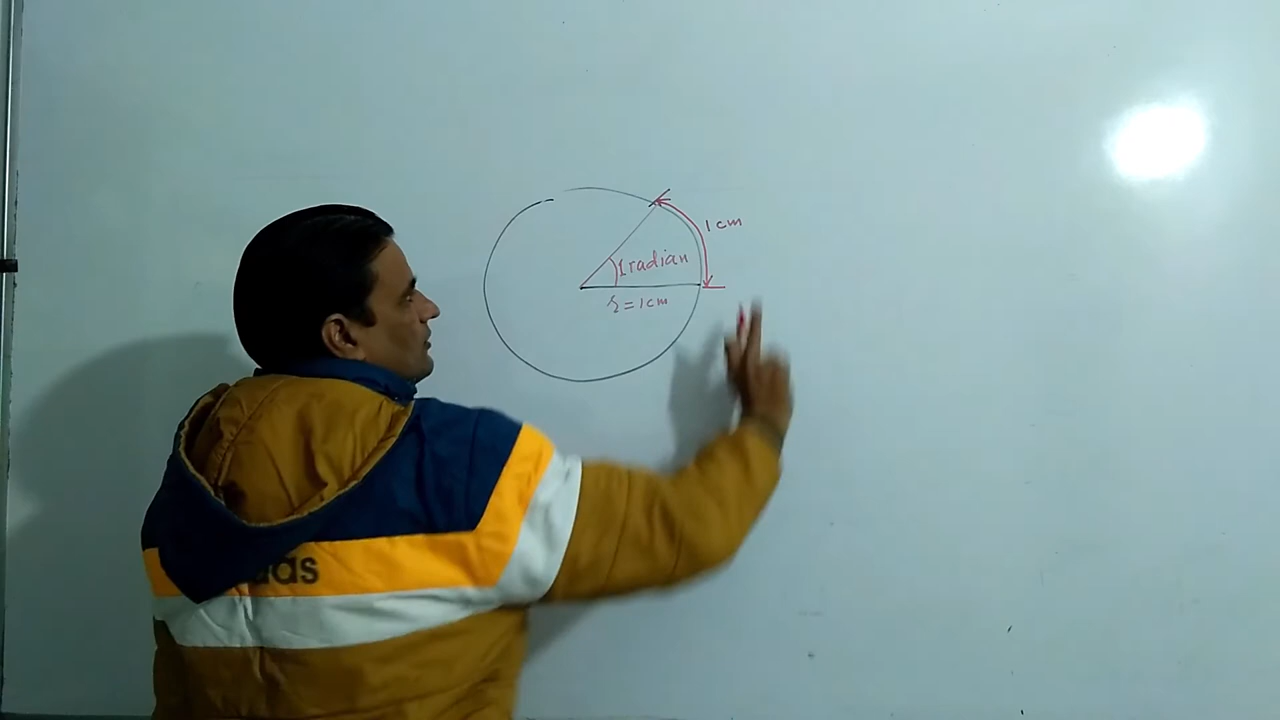 1 cm
1 radian
r = 1 cm
das